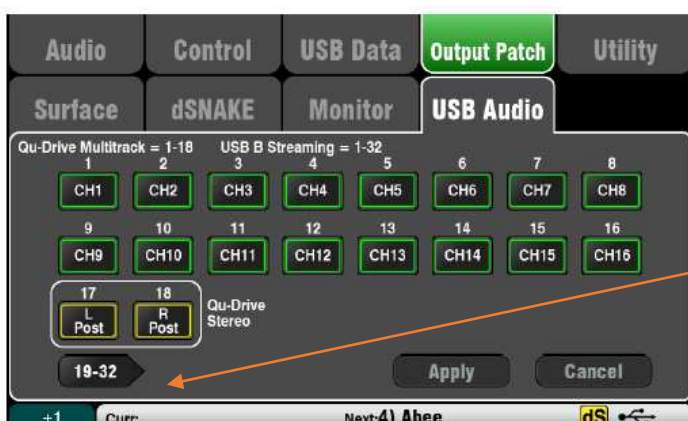 Audio Control USB Data Output Patch Utility
Surface dSNAKE Monitor USB Audio
Qu-Drive Multitrack = 1-18 USB B Streaming = 1-32
1 2 3 4 5 6 7 8
CH1 CH2 CH3 CH4 CH5 CH6 CH7 CH8
9 10 11 12 13 14 15 16
CH9 CH10 CH11 CH12 CH13 CH14 CH15 CH16
17 18
L Post R Post Qu-Drive Stereo
19-32 Apply Cancel
+1 Curr: Next:4) Abee dS